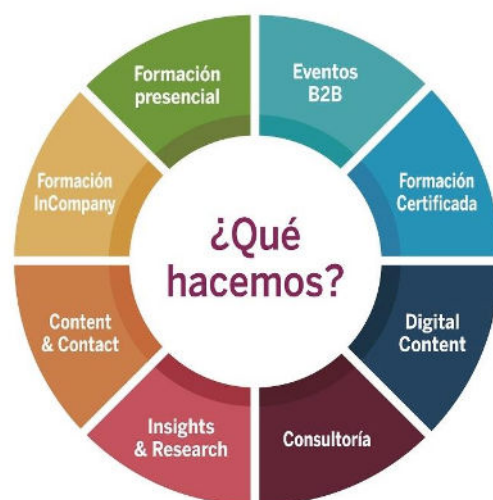 ¿Qué
hacemos?
Eventos
B2B
Formación
Certificada
Digital
Content
Consultoría
Insights
& Research
Content
& Contact
Formación
InCompany
Formación
presencial